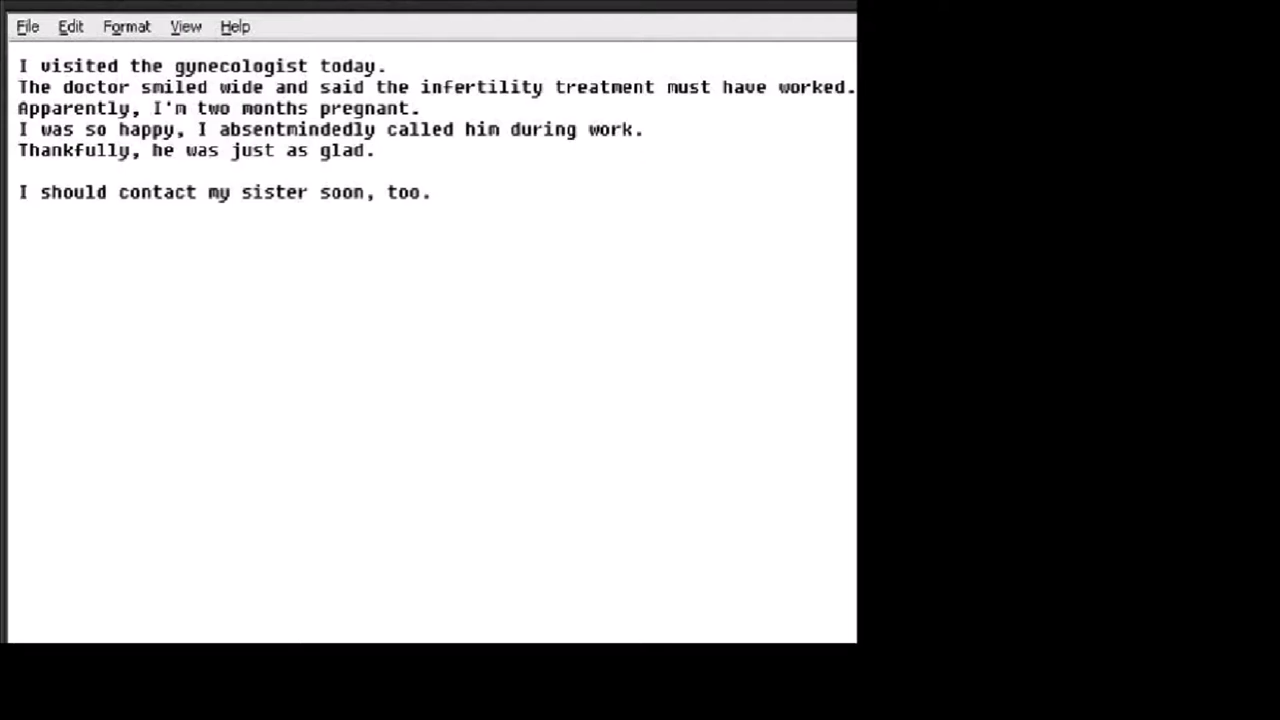 File Edit Format View Help
I visited the gynecologist today.
The doctor smiled wide and said the infertility treatment must have worked.
Apparently, I'm two months pregnant.
I was so happy, I absentmindedly called him during work.
Thankfully, he was just as glad.
I should contact my sister soon, too.